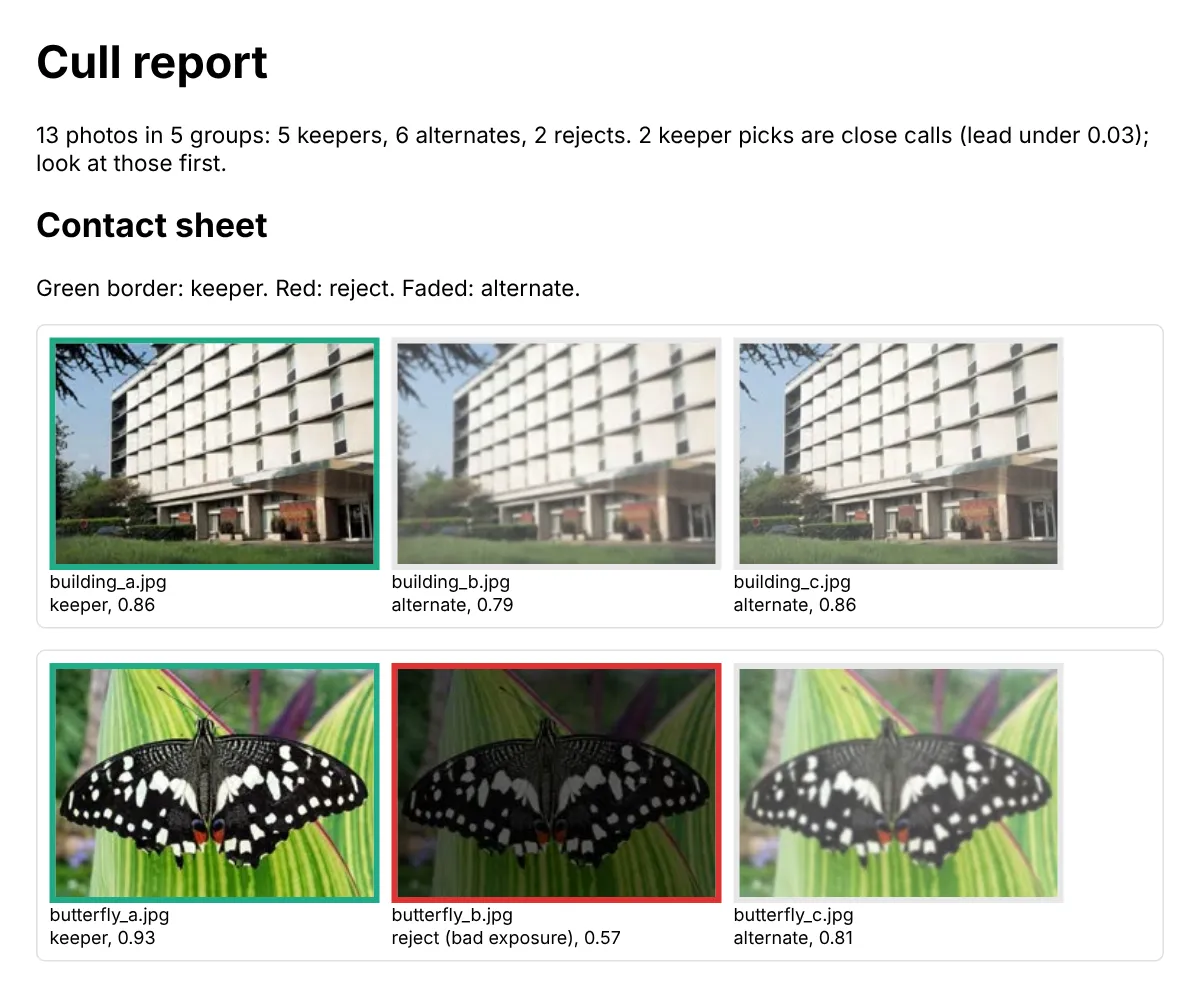 Cull report
13 photos in 5 groups: 5 keepers, 6 alternates, 2 rejects. 2 keeper picks are close calls (lead under 0.03);
look at those first.
Contact sheet
Green border: keeper. Red: reject. Faded: alternate.
building_a.jpg
keeper, 0.86
building_b.jpg
alternate, 0.79
building_c.jpg
alternate, 0.86
butterfly_a.jpg
keeper, 0.93
butterfly_b.jpg
reject (bad exposure), 0.57
butterfly_c.jpg
alternate, 0.81